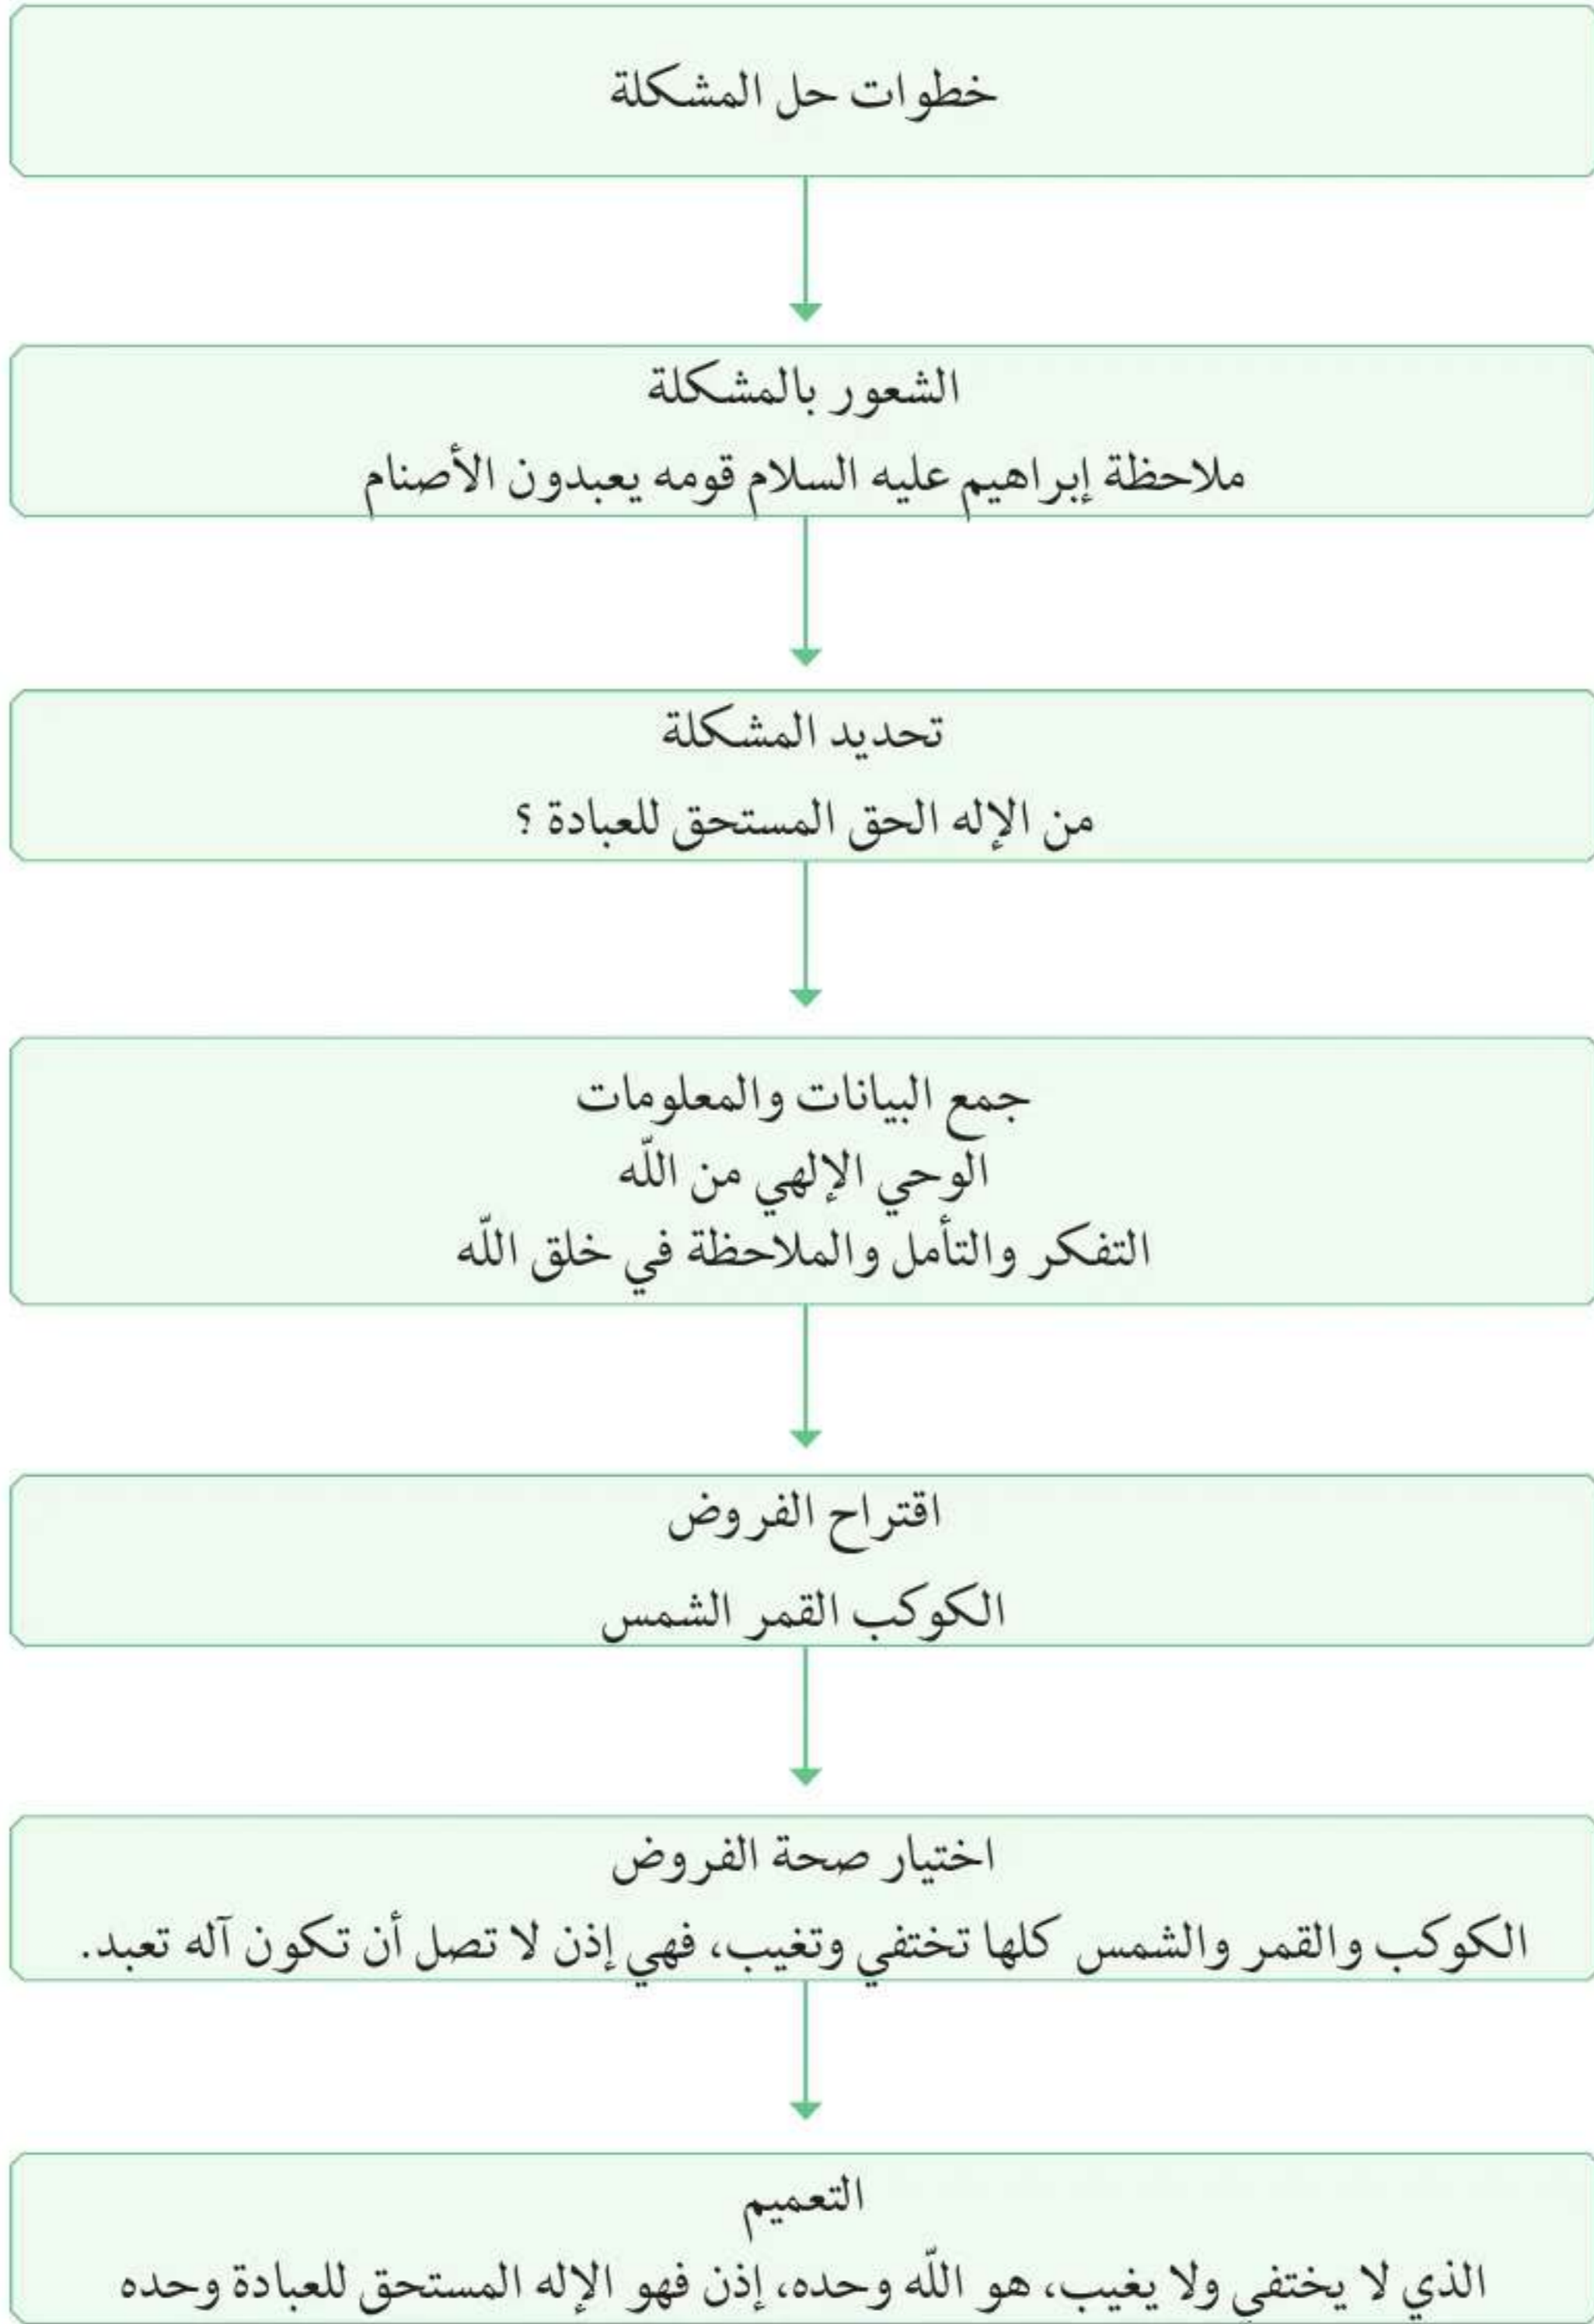 خطوات حل المشكلة
الشعور بالمشكلة
ملاحظة إبراهيم عليه السلام قومه يعبدون الأصنام
تحديد المشكلة
من الإله الحق المستحق للعبادة ؟
جمع البيانات والمعلومات
الوحي الإلهي من اللّه
التفكر والتأمل والملاحظة في خلق اللّه
اقتراح الفروض
الكوكب القمر الشمس
اختيار صحة الفروض
الكوكب والقمر والشمس كلها تختفي وتغيب، فهي إذن لا تصل أن تكون آله تعبد.
التعميم
الذي لا يختفي ولا يغيب، هو اللّه وحده، إذن فهو الإله المستحق للعبادة وحده